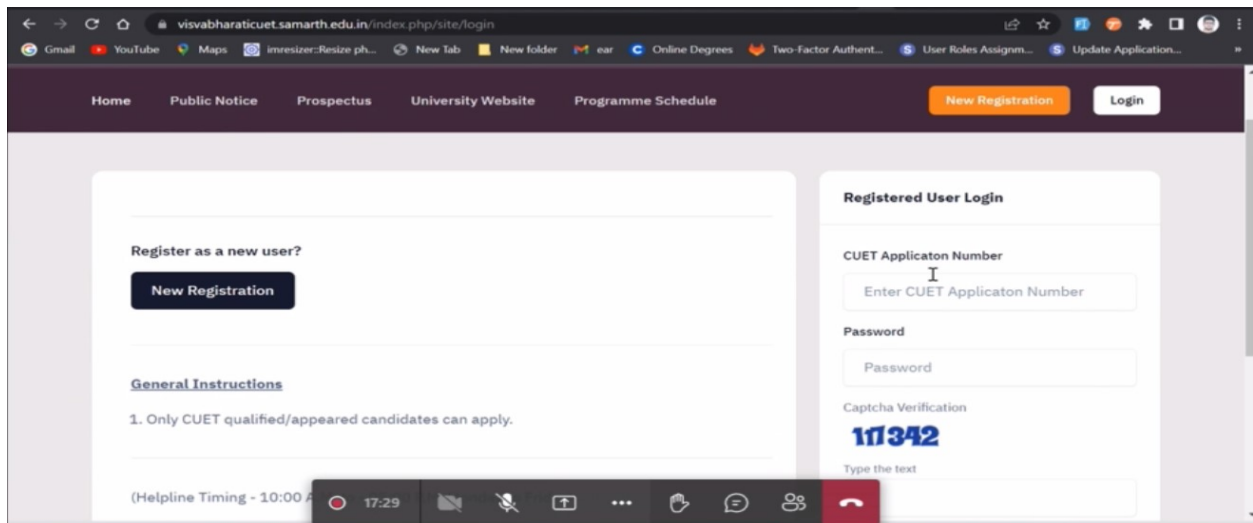 visvabharaticuet.samarth.edu.in/index.php/site/login
Gmail YouTube Maps imresizer::Resize ph... New Tab New folder ear Online Degrees Two-Factor Authent... User Roles Assignm... Update Application... »
Home Public Notice Prospectus University Website Programme Schedule New Registration Login
Registered User Login
Register as a new user?
CUET Applicaton Number
New Registration
Enter CUET Applicaton Number
Password
Password
General Instructions
1. Only CUET qualified/appeared candidates can apply.
Captcha Verification
Type the text
(Helpline Timing - 10:00 A
17:29